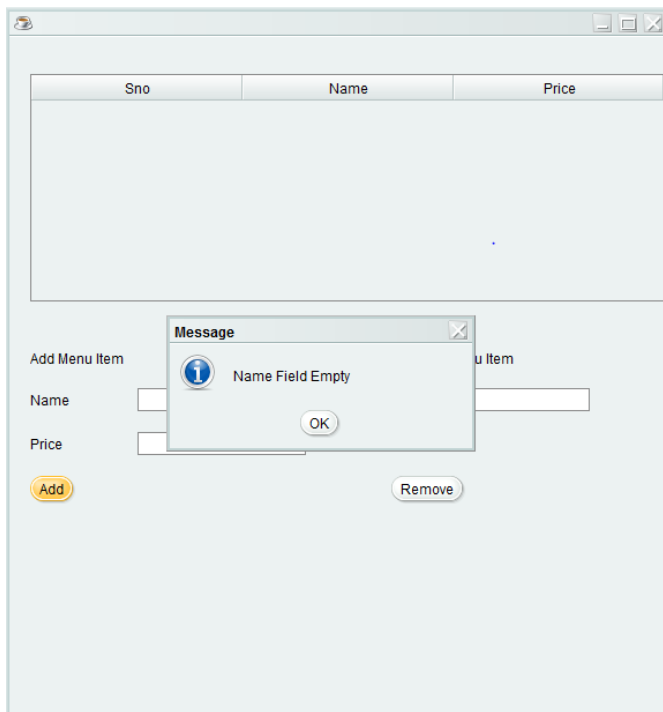 Sno Name Price
Message
Add Menu Item u Item
Name Field Empty
Name
OK
Price
Add Remove